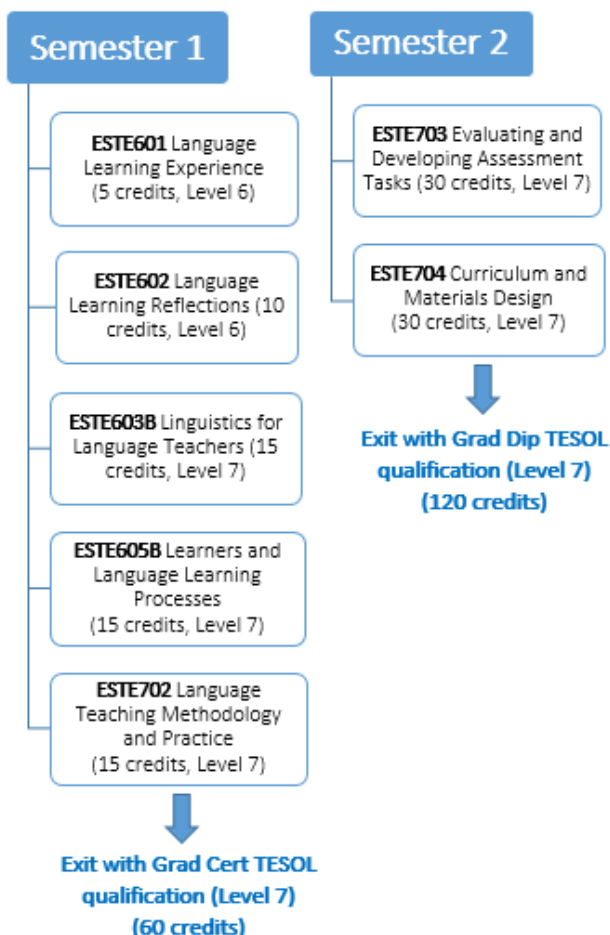 Semester 1
ESTE601 Language
Learning Experience
(5 credits, Level 6)
ESTE602 Language
Learning Reflections (10
credits, Level 6)
ESTE603B Linguistics for
Language Teachers (15
credits, Level 7)
ESTE605B Learners and
Language Learning
Processes
(15 credits, Level 7)
ESTE702 Language
Teaching Methodology
and Practice
(15 credits, Level 7)
Exit with Grad Cert TESOL
qualification (Level 7)
(60 credits)
Semester 2
ESTE703 Evaluating and
Developing Assessment
Tasks (30 credits, Level 7)
ESTE704 Curriculum and
Materials Design
(30 credits, Level 7)
Exit with Grad Dip TESOL
qualification (Level 7)
(120 credits)